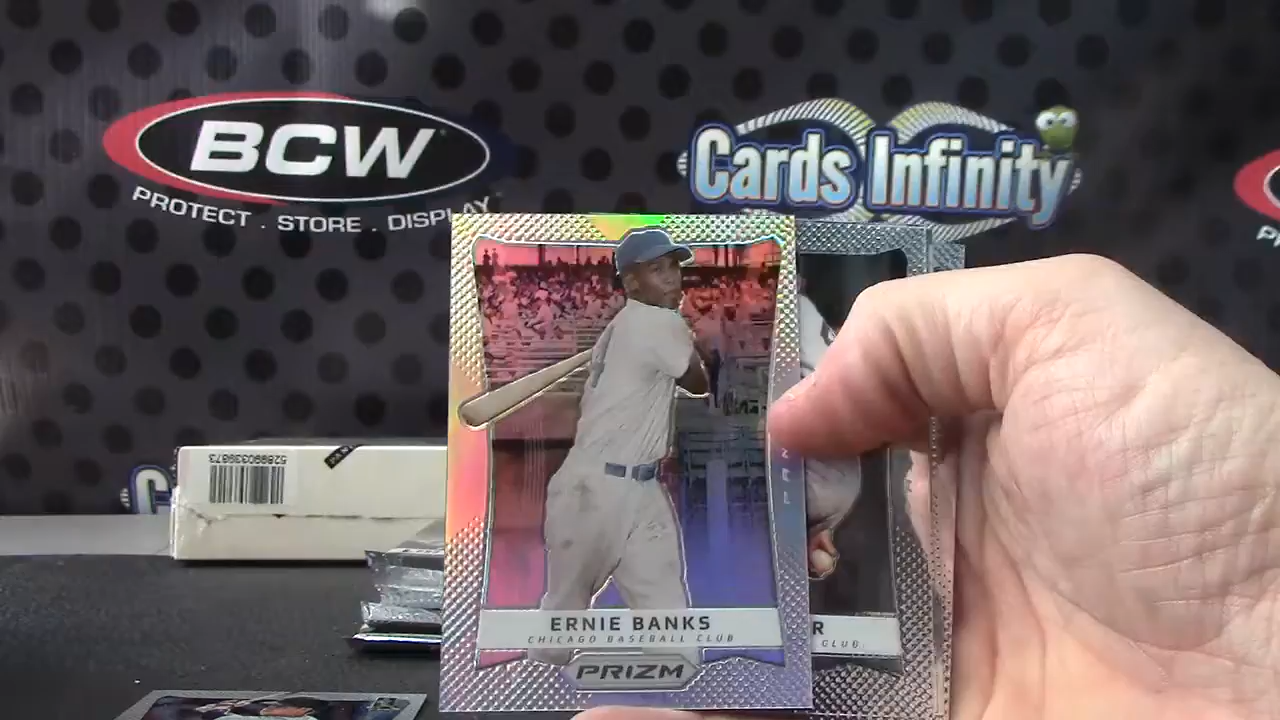 BCW
PROTECT . STORE . DISPLAY
Cards Infinity
ERNIE BANKS
CHICAGO BASEBALL CLUB
PRIZM
R
CLUB